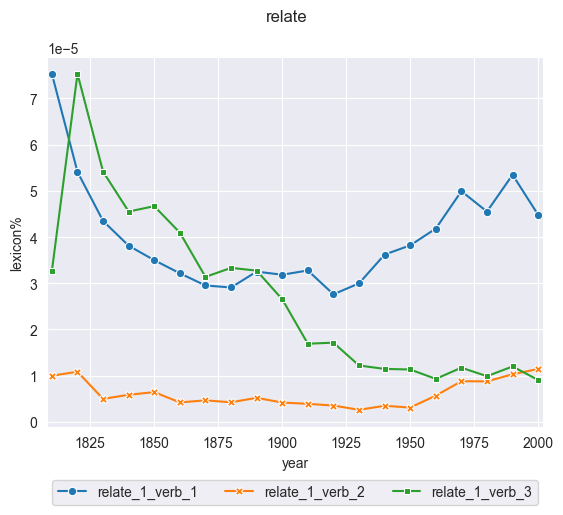 relate
1e−5
7
6
5
4
3
2
1
0
lexicon%
1825 1850 1875 1900 1925 1950 1975 2000
year
relate_1_verb_1 relate_1_verb_2 relate_1_verb_3